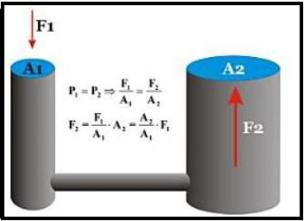 F1
A1
A2
P₁ = P₂ ⇒ F₁/A₁ = F₂/A₂
F₂ = F₁/A₁ · A₂ = A₂/A₁ · F₁
F2